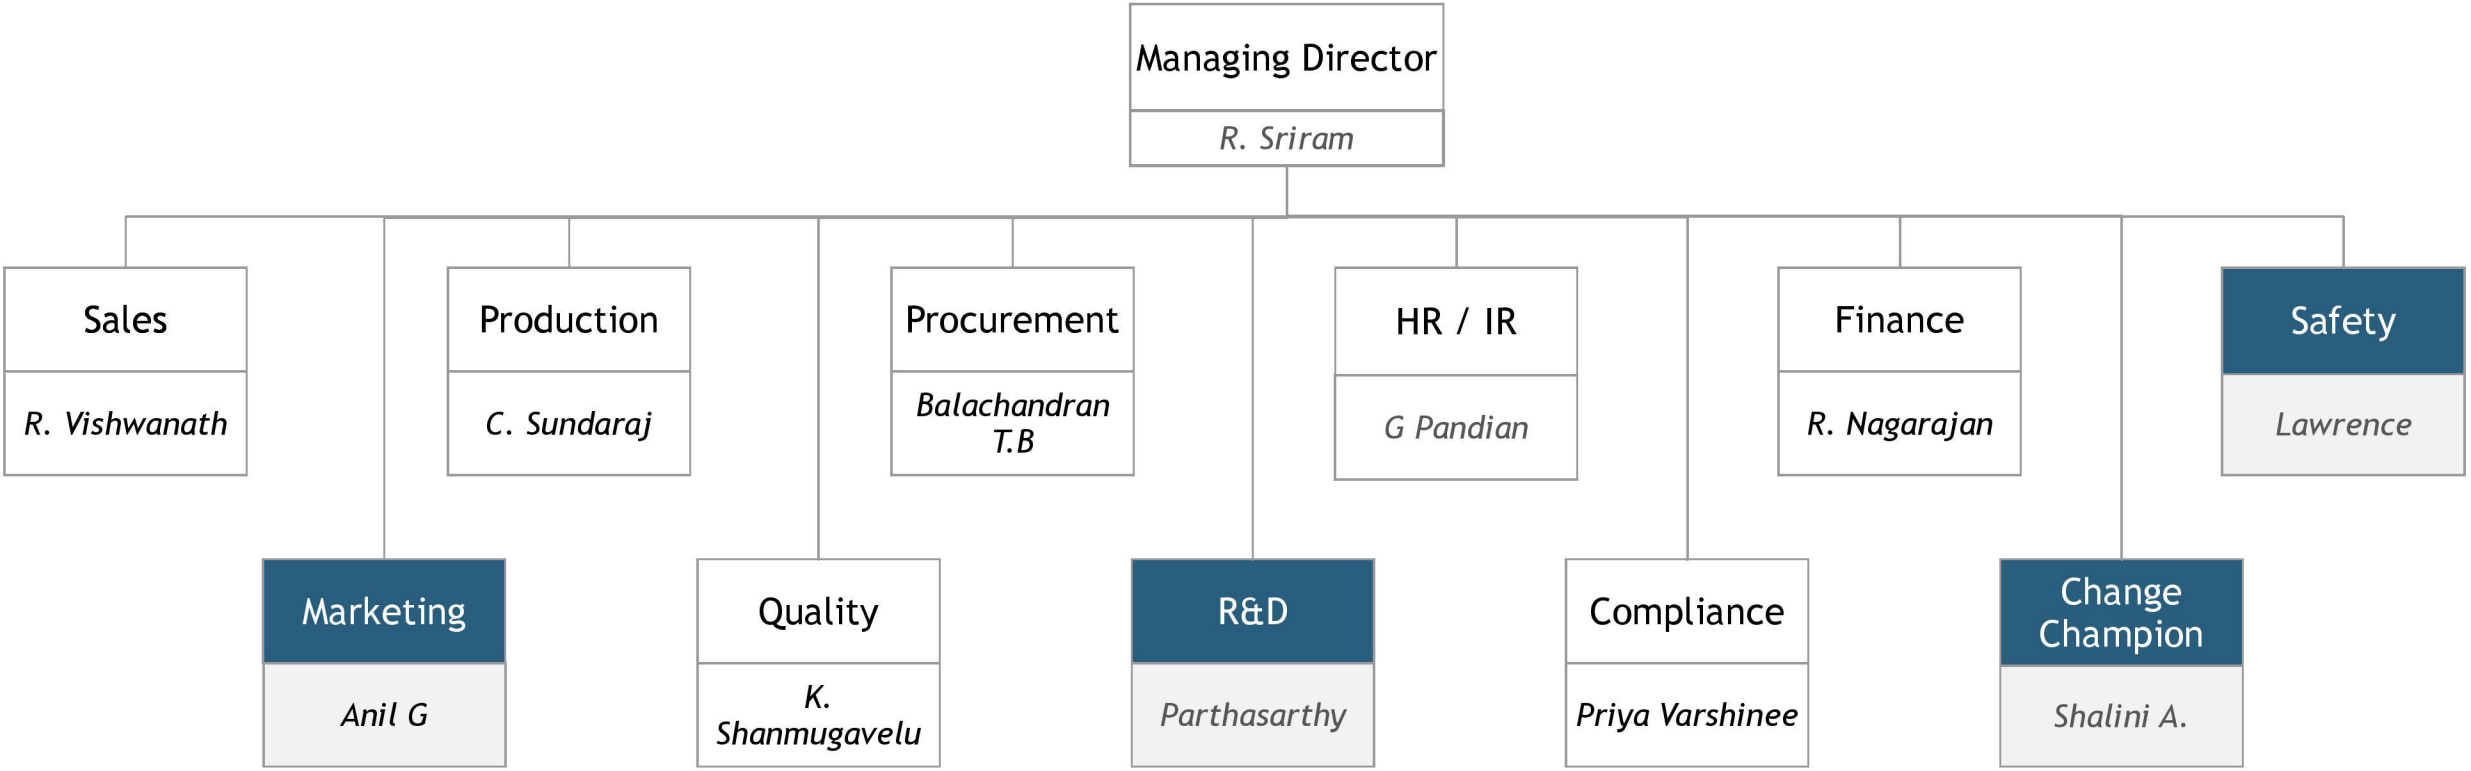 Managing Director
R. Sriram
Sales
R. Vishwanath
Production
C. Sundaraj
Procurement
Balachandran
T.B
HR / IR
G Pandian
Finance
R. Nagarajan
Safety
Lawrence
Marketing
Anil G
Quality
K.
Shanmugavelu
R&D
Parthasarthy
Compliance
Priya Varshinee
Change
Champion
Shalini A.